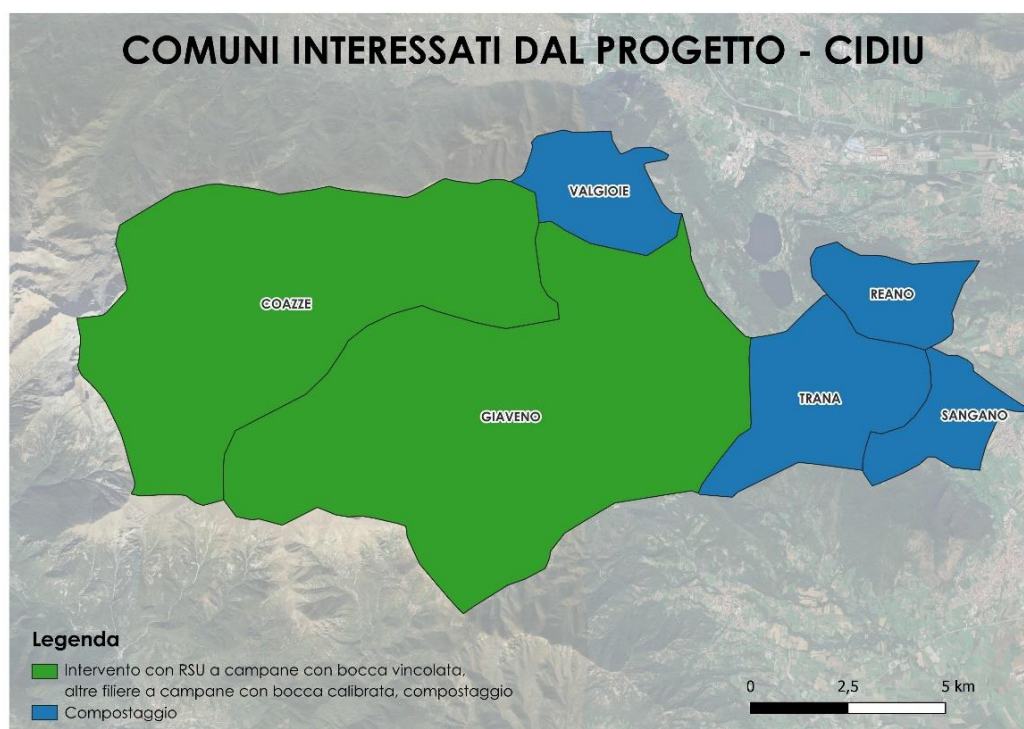 COMUNI INTERESSATI DAL PROGETTO - CIDIU
VALGIOIE
COAZZE
REANO
TRANA
GIAVENO
SANGANO
Legenda
Intervento con RSU a campane con bocca vincolata,
altre filiere a campane con bocca calibrata, compostaggio
Compostaggio
0 2,5 5 km